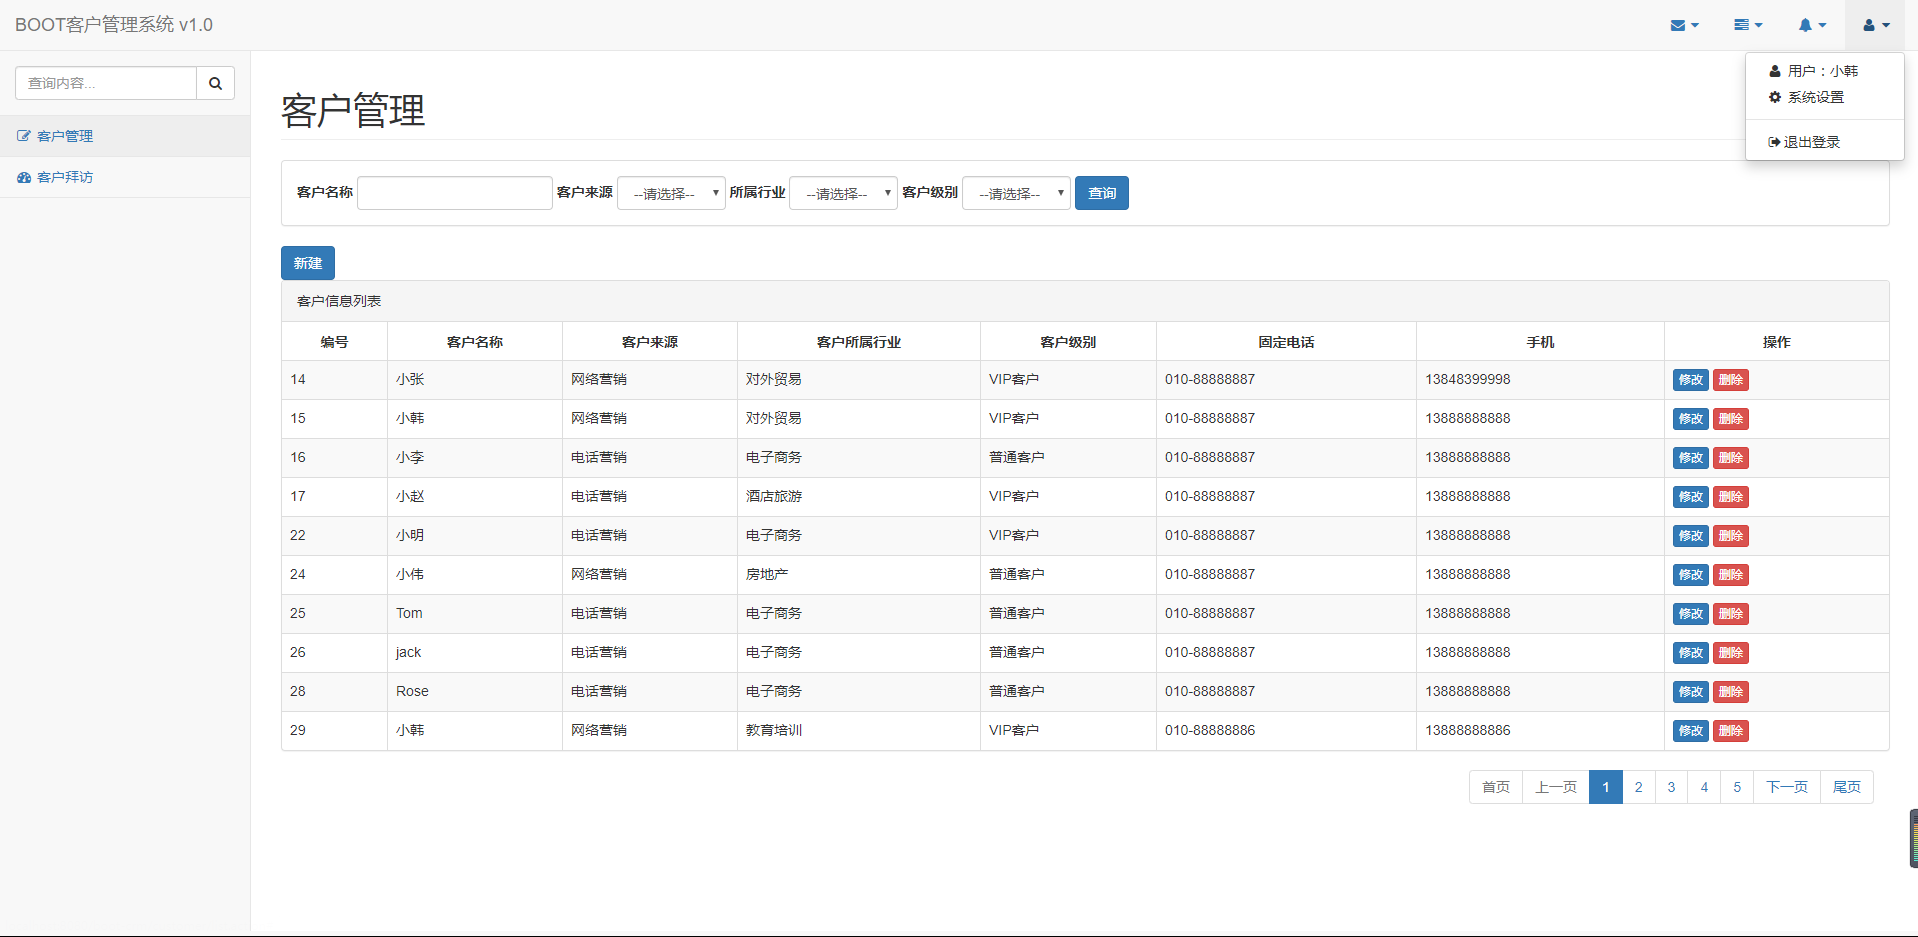 BOOT客户管理系统 v1.0
用户：小韩
系统设置
退出登录
查询内容...
客户管理
客户拜访
客户管理
客户名称 客户来源 --请选择-- 所属行业 --请选择-- 客户级别 --请选择-- 查询
新建
客户信息列表
编号 客户名称 客户来源 客户所属行业 客户级别 固定电话 手机 操作
14 小张 网络营销 对外贸易 VIP客户 010-88888887 13848399998 修改 删除
15 小韩 网络营销 对外贸易 VIP客户 010-88888887 13888888888 修改 删除
16 小李 电话营销 电子商务 普通客户 010-88888887 13888888888 修改 删除
17 小赵 电话营销 酒店旅游 VIP客户 010-88888887 13888888888 修改 删除
22 小明 电话营销 电子商务 VIP客户 010-88888887 13888888888 修改 删除
24 小伟 网络营销 房地产 普通客户 010-88888887 13888888888 修改 删除
25 Tom 电话营销 电子商务 普通客户 010-88888887 13888888888 修改 删除
26 jack 电话营销 电子商务 普通客户 010-88888887 13888888888 修改 删除
28 Rose 电话营销 电子商务 普通客户 010-88888887 13888888888 修改 删除
29 小韩 网络营销 教育培训 VIP客户 010-88888886 13888888886 修改 删除
首页 上一页 1 2 3 4 5 下一页 尾页